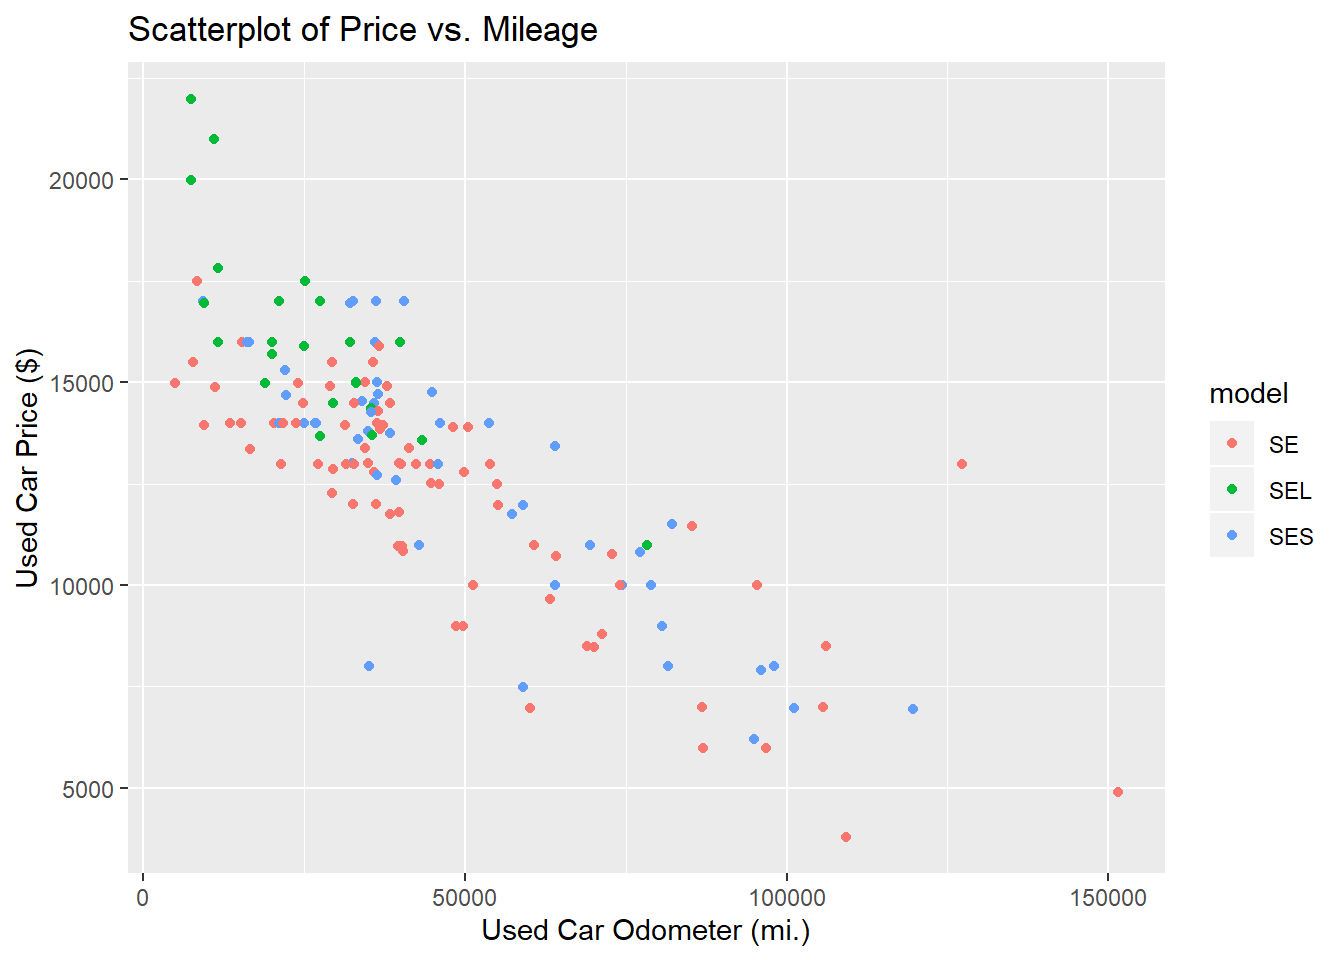 Scatterplot of Price vs. Mileage
20000
15000
10000
5000
Used Car Price ($)
0
50000
100000
150000
Used Car Odometer (mi.)
model
SE
SEL
SES